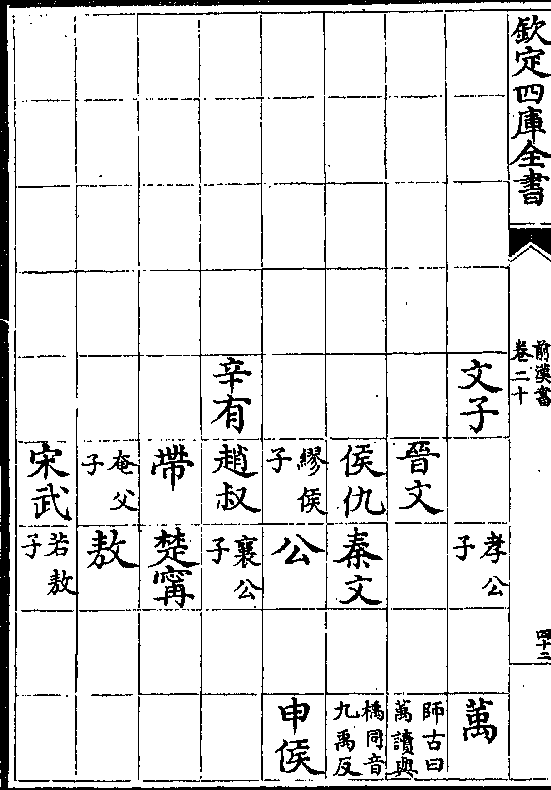 欽定四庫全書
前漢書
卷二十
四十二
文子
孝公
子
萬
晉文
師古曰
萬讀與
侯仇
秦文
楀同音
九禹反
繆侯
子
公
申侯
辛有
趙叔
襄公
子
帶
楚甯
奄父
子
敖
宋武
若敖
子